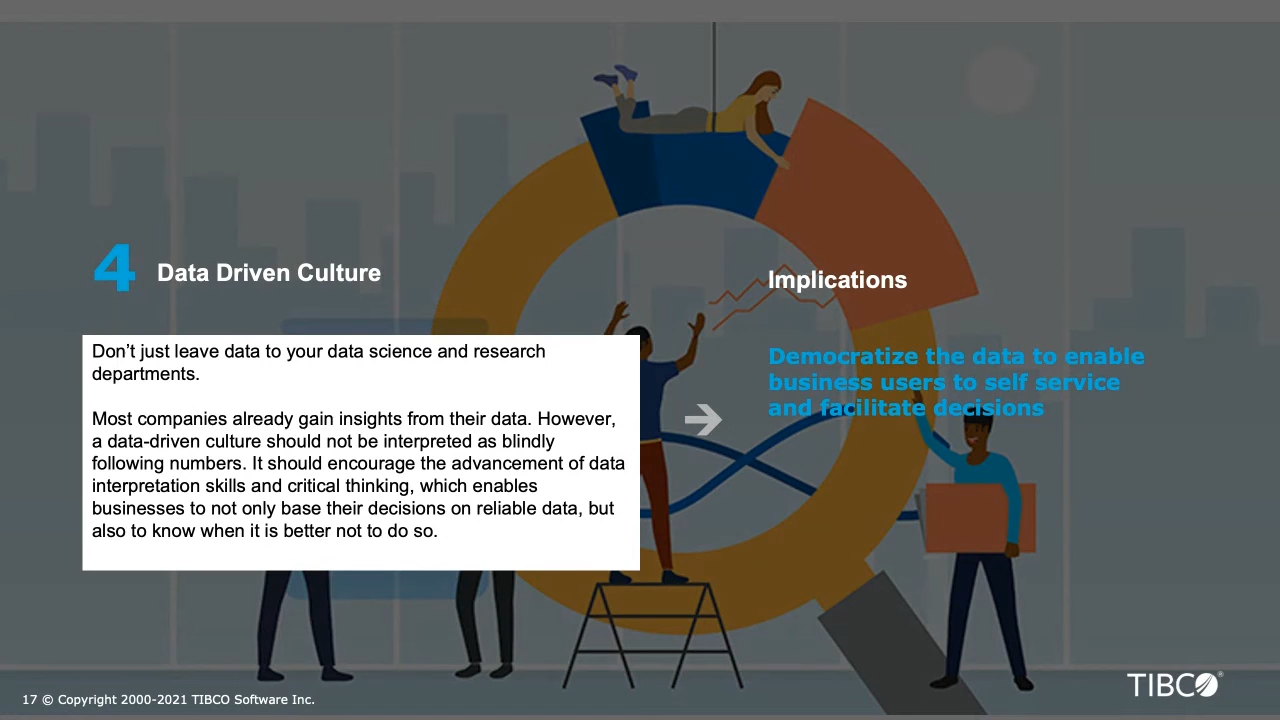 4 Data Driven Culture
Don’t just leave data to your data science and research
departments.
Most companies already gain insights from their data. However,
a data-driven culture should not be interpreted as blindly
following numbers. It should encourage the advancement of data
interpretation skills and critical thinking, which enables
businesses to not only base their decisions on reliable data, but
also to know when it is better not to do so.
Implications
Democratize the data to enable
business users to self service
and facilitate decisions
17 © Copyright 2000-2021 TIBCO Software Inc.
TIBCO®